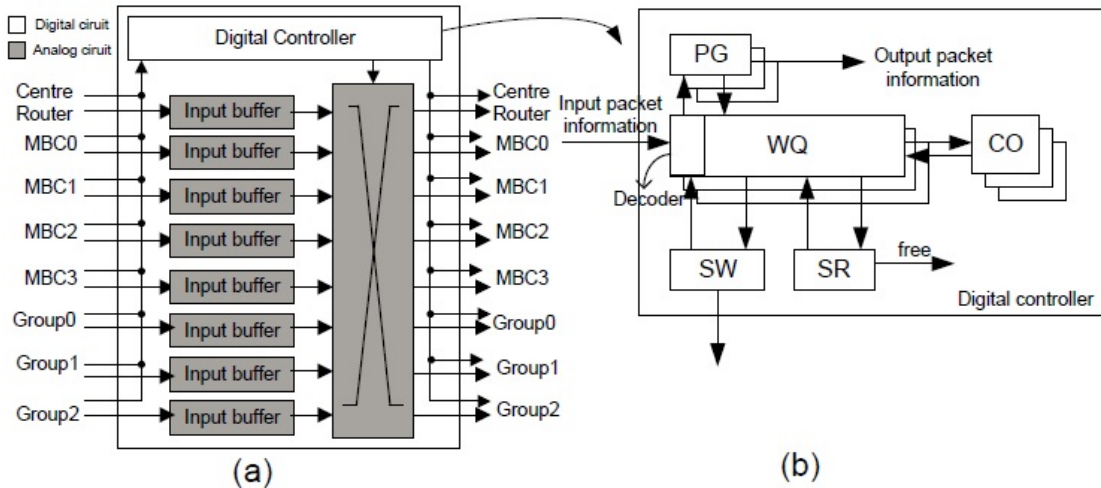 Digital ciruit
Analog ciruit
Digital Controller
Centre
Router
MBC0
MBC1
MBC2
MBC3
Group0
Group1
Group2
Input buffer
Input buffer
Input buffer
Input buffer
Input buffer
Input buffer
Input buffer
Input buffer
Centre
Router
MBC0
MBC1
MBC2
MBC3
Group0
Group1
Group2
(a)
PG
Output packet
information
Input packet
information
WQ
CO
Decoder
SW
SR
free
Digital controller
(b)